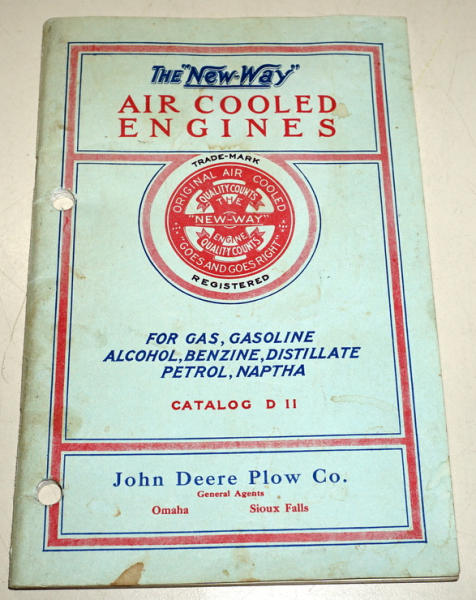 THE "NEW-WAY"
AIR COOLED
ENGINES
TRADE-MARK
ORIGINAL AIR COOLED
QUALITY COUNTS
THE
"NEW-WAY"
ENGINE
QUALITY COUNTS
"GOES AND GOES RIGHT"
REGISTERED
FOR GAS, GASOLINE
ALCOHOL, BENZINE, DISTILLATE
PETROL, NAPTHA
CATALOG D 11
John Deere Plow Co.
General Agents
Omaha Sioux Falls